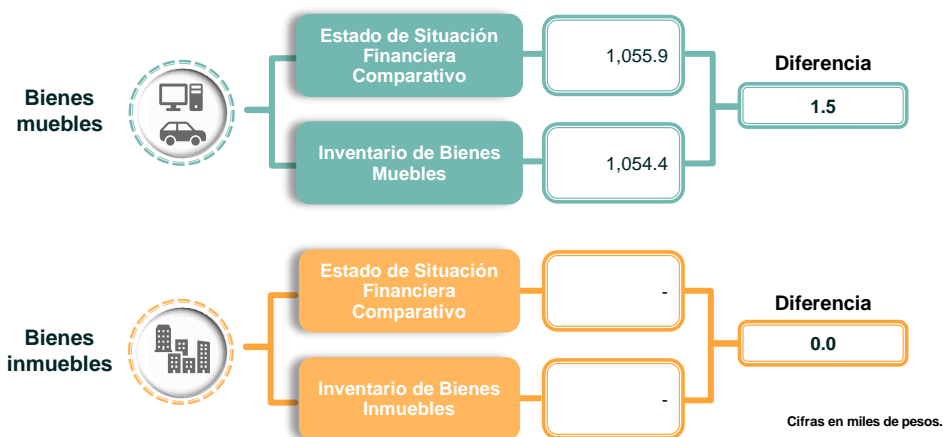 Bienes
muebles
Estado de Situación
Financiera
Comparativo
1,055.9
Inventario de Bienes
Muebles
1,054.4
Diferencia
1.5
Bienes
inmuebles
Estado de Situación
Financiera
Comparativo
-
Inventario de Bienes
Inmuebles
-
Diferencia
0.0
Cifras en miles de pesos.